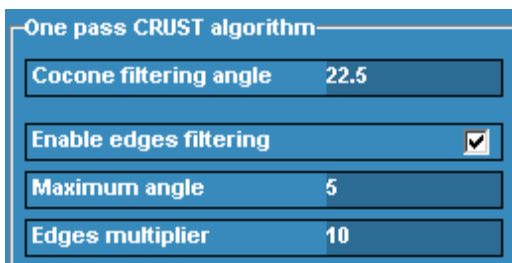 One pass CRUST algorithm
Cocone filtering angle 22.5
Enable edges filtering
Maximum angle 5
Edges multiplier 10